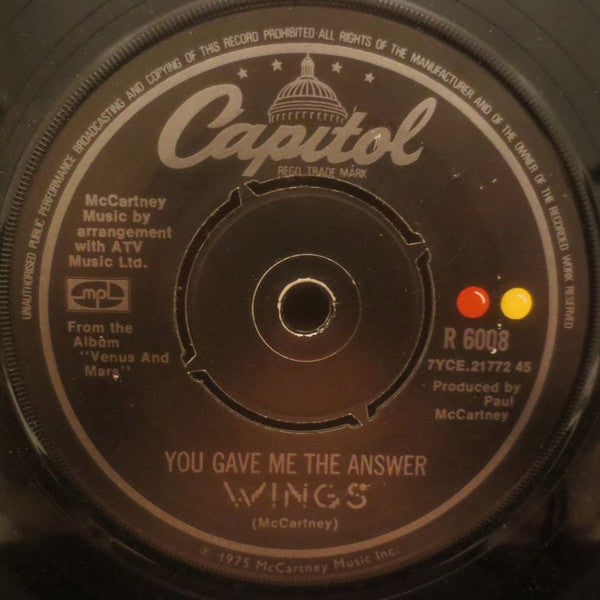 UNAUTHORISED PUBLIC PERFORMANCE BROADCASTING AND COPYING OF THIS RECORD PROHIBITED ALL RIGHTS OF THE MANUFACTURER AND OF THE OWNER OF THE RECORDED WORK RESERVED
Capitol
REGD. TRADE MARK
McCartney
Music by
arrangement
with ATV
Music Ltd.
mpl
From the
Album
"Venus And
Mars"
R 6008
7YCE.21772 45
Produced by
Paul
McCartney
YOU GAVE ME THE ANSWER
WINGS
(McCartney)
℗ 1975 McCartney Music Inc.